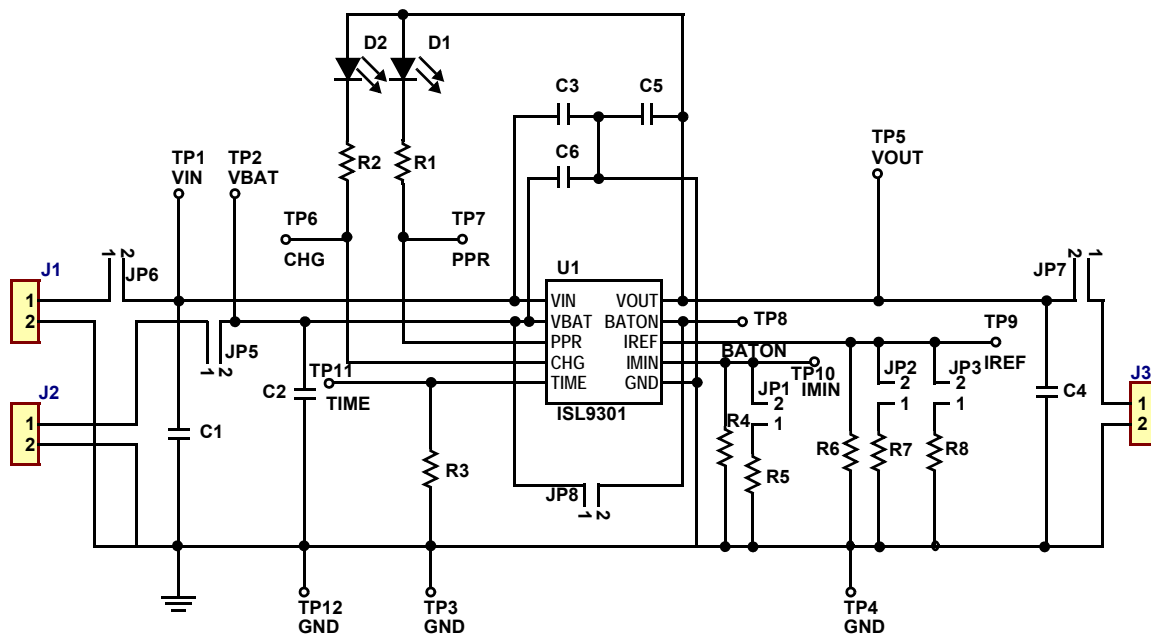 D2
D1
C3
C5
R2
R1
C6
TP1
VIN
TP2
VBAT
TP5
VOUT
TP6
CHG
TP7
PPR
J1
1
2
1
2
JP6
U1
VIN
VBAT
PPR
CHG
TIME
VOUT
BATON
IREF
IMIN
GND
ISL9301
2
1
JP7
TP8
BATON
TP9
IREF
1
2
JP5
TP11
TIME
TP10
IMIN
JP1
2
1
JP2
2
1
JP3
2
1
J2
1
2
C2
C1
C4
J3
1
2
R3
R4
R5
R6
R7
R8
JP8
1
2
TP12
GND
TP3
GND
TP4
GND